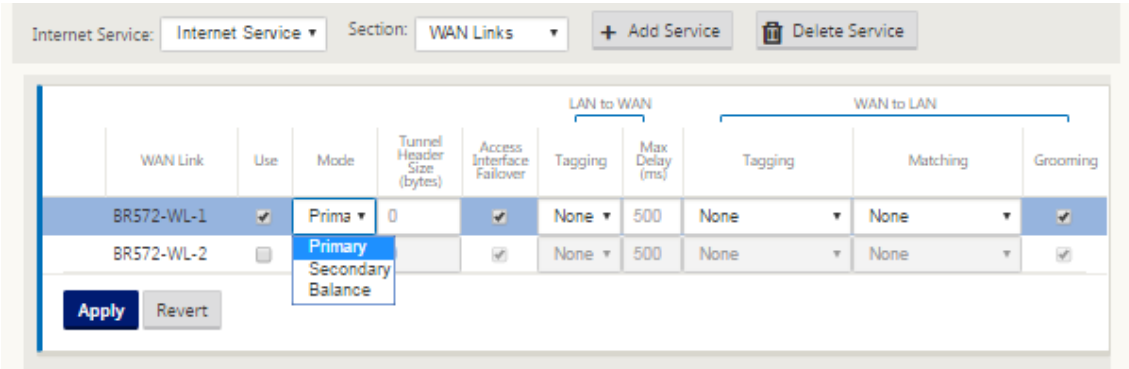 Internet Service: Internet Service Section: WAN Links + Add Service Delete Service
LAN to WAN WAN to LAN
WAN Link Use Mode Tunnel Header Size (bytes) Access Interface Failover Tagging Max Delay (ms) Tagging Matching Grooming
BR572-WL-1 Prima 0 None 500 None None
BR572-WL-2 None 500 None None
Primary
Secondary
Balance
Apply Revert